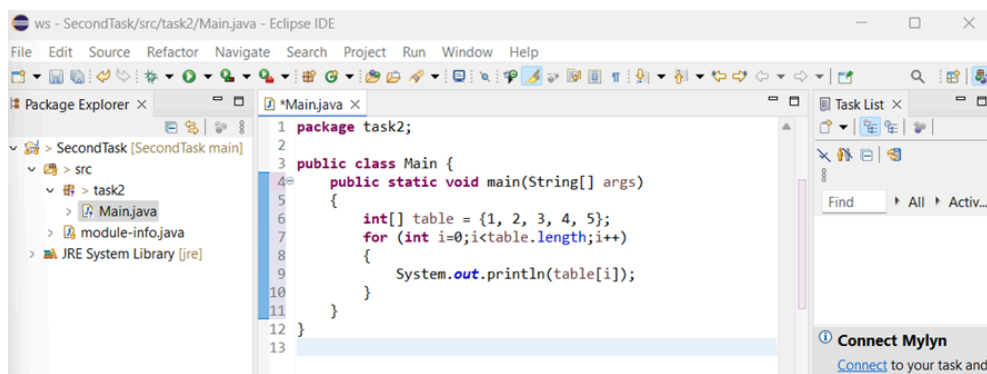 ws - SecondTask/src/task2/Main.java - Eclipse IDE
File Edit Source Refactor Navigate Search Project Run Window Help
Package Explorer
> SecondTask [SecondTask main]
> src
> task2
Main.java
module-info.java
JRE System Library [jre]
*Main.java
1 package task2;
2
3 public class Main {
4 public static void main(String[] args)
5 {
6 int[] table = {1, 2, 3, 4, 5};
7 for (int i=0;i<table.length;i++)
8 {
9 System.out.println(table[i]);
10 }
11 }
12 }
13
Task List
Find All Activ...
Connect Mylyn
Connect to your task and